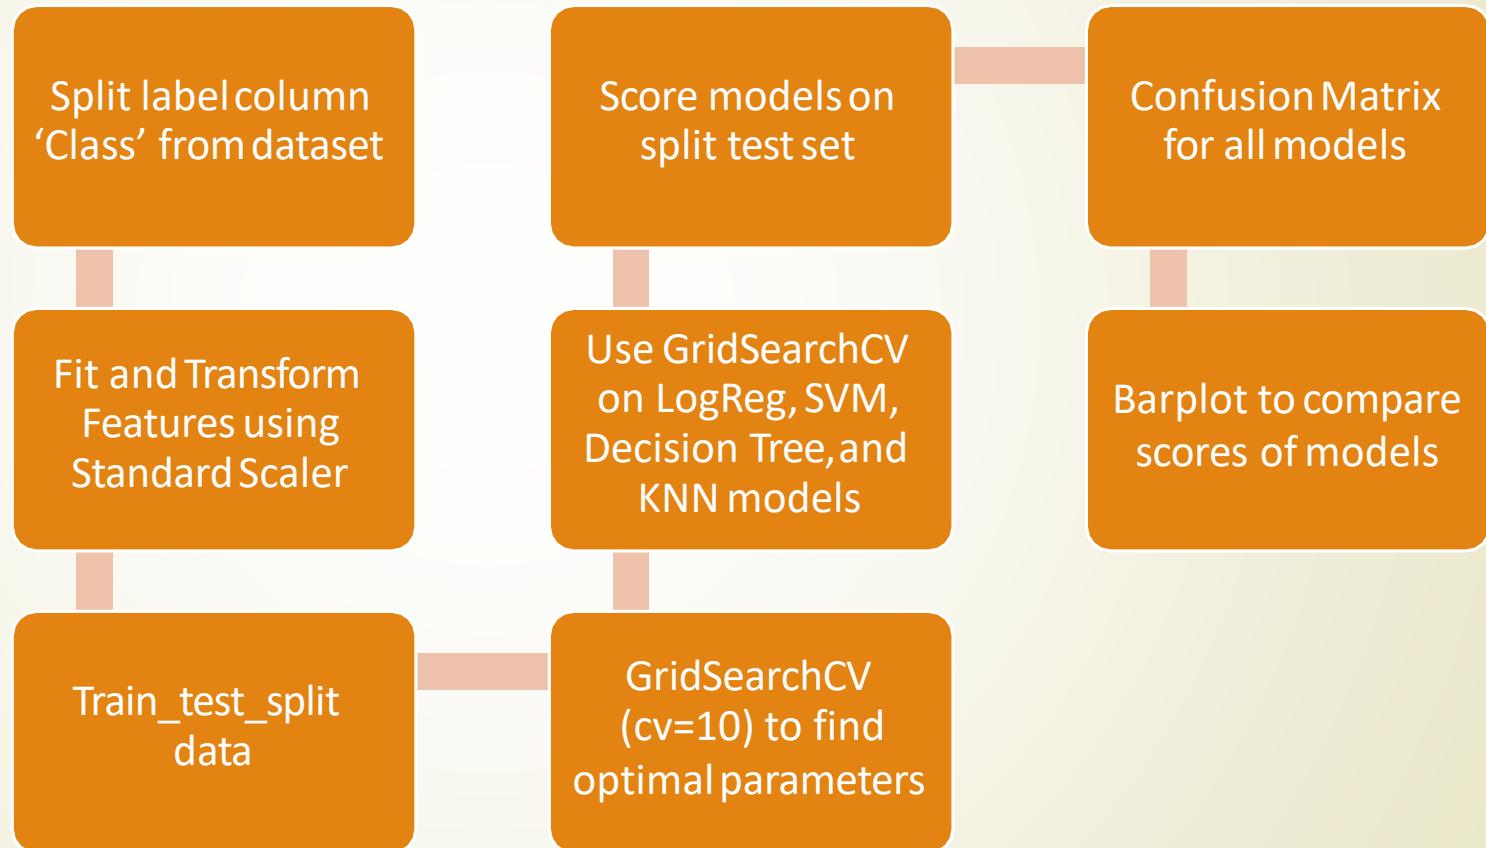 Split label column
‘Class’ from dataset
Fit and Transform
Features using
Standard Scaler
Train_test_split
data
GridSearchCV
(cv=10) to find
optimal parameters
Use GridSearchCV
on LogReg, SVM,
Decision Tree, and
KNN models
Score models on
split test set
Confusion Matrix
for all models
Barplot to compare
scores of models